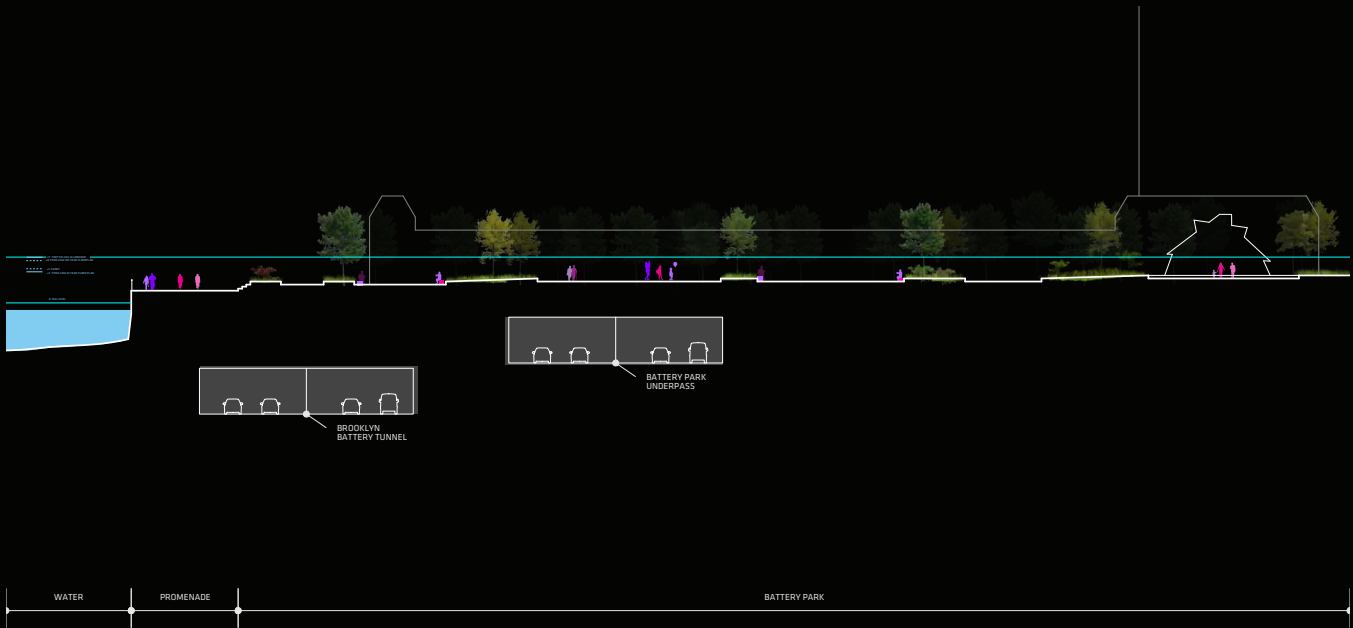 BATTERY PARK
UNDERPASS
BROOKLYN
BATTERY TUNNEL
WATER
PROMENADE
BATTERY PARK